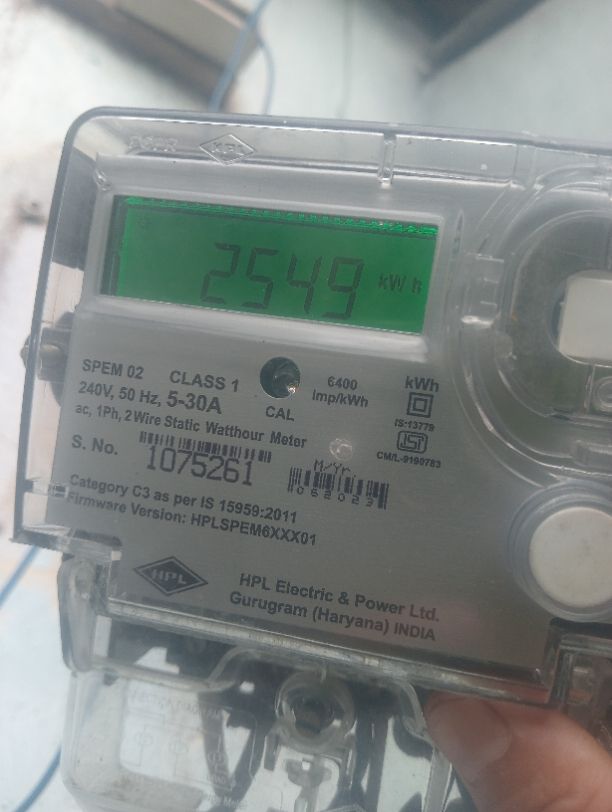 HPL
2549 kWh
SPEM 02 CLASS 1 6400 kWh
240V, 50 Hz, 5-30A CAL Imp/kWh
IS:13779
ac, 1Ph, 2 Wire Static Watthour Meter
CM/L-9190783
S. No. 1075261 M/Yr.
062023
Category C3 as per IS 15959:2011
Firmware Version: HPLSPEM6XXX01
HPL HPL Electric & Power Ltd.
Gurugram (Haryana) INDIA